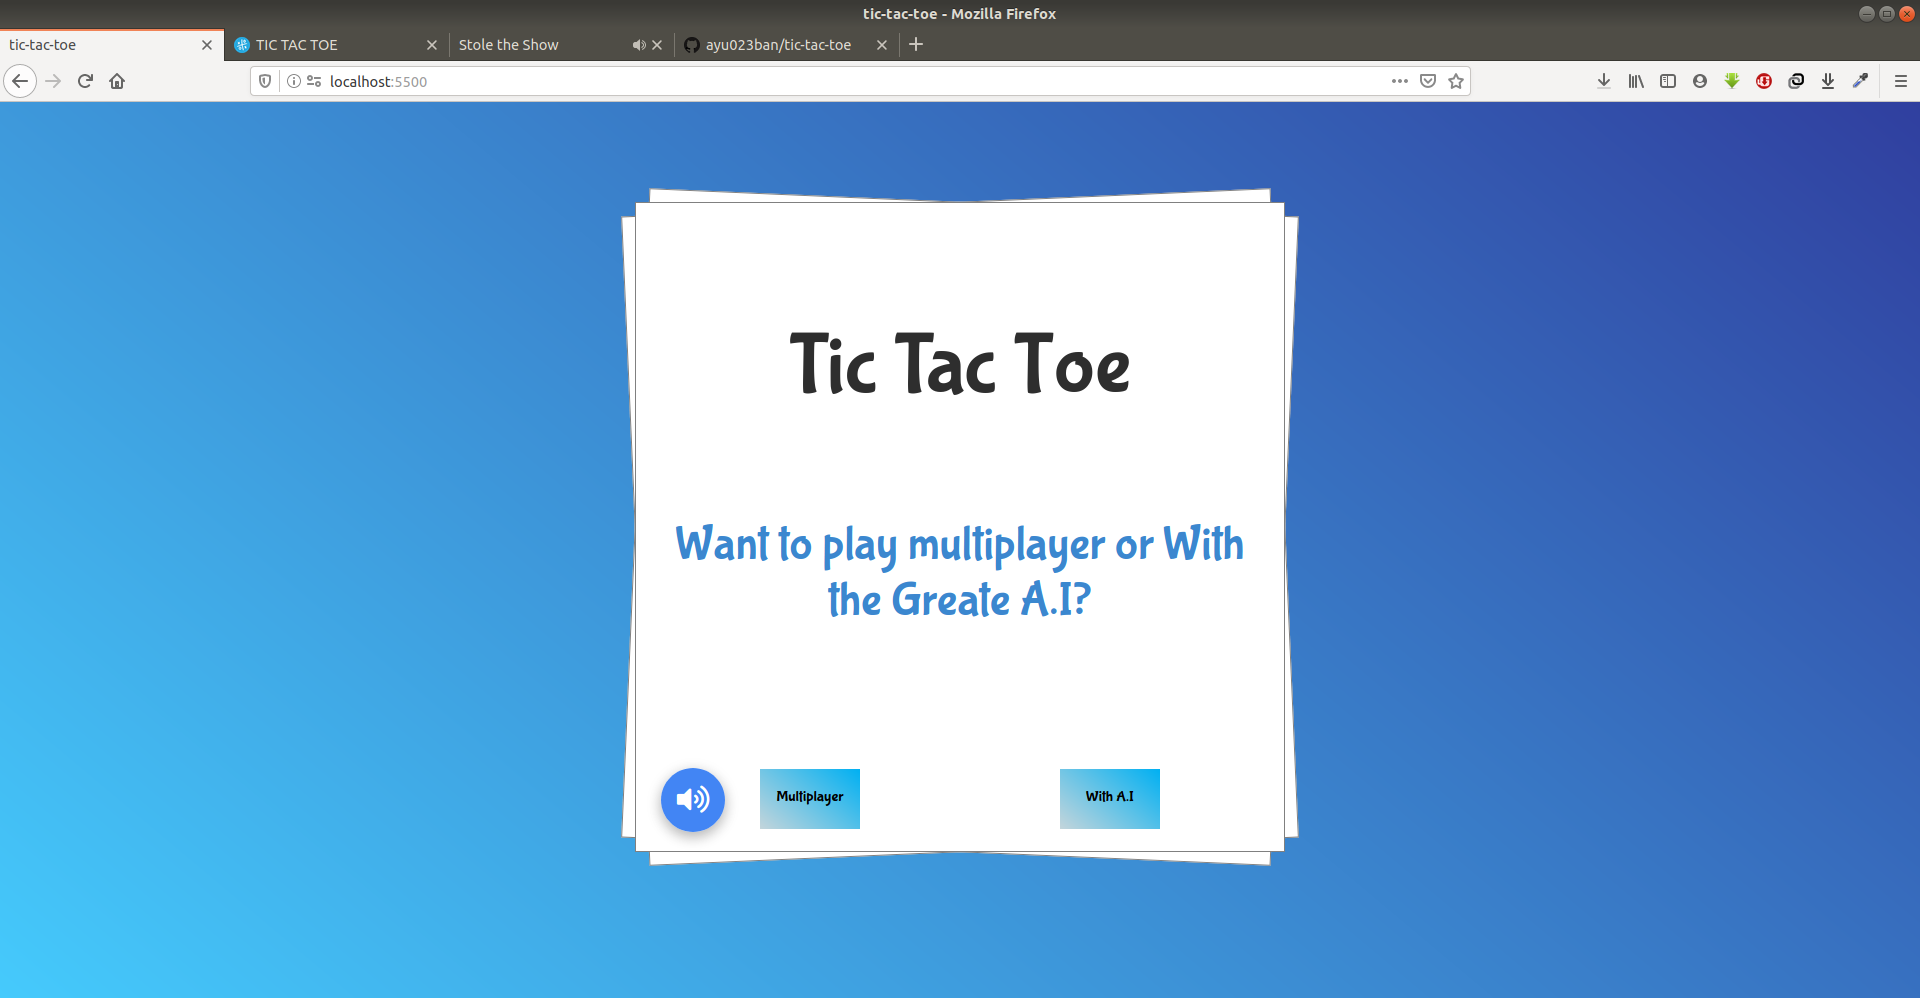 tic-tac-toe - Mozilla Firefox
tic-tac-toe
TIC TAC TOE
Stole the Show
ayu023ban/tic-tac-toe
localhost:5500
Tic Tac Toe
Want to play multiplayer or With
the Greate A.I?
Multiplayer
With A.I